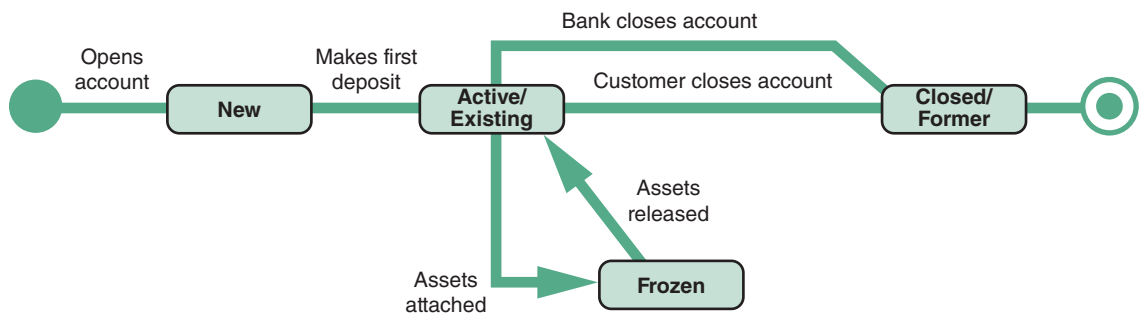 Bank closes account
Opens
account
Makes first
deposit
Customer closes account
New
Active/
Existing
Closed/
Former
Assets
released
Assets
attached
Frozen